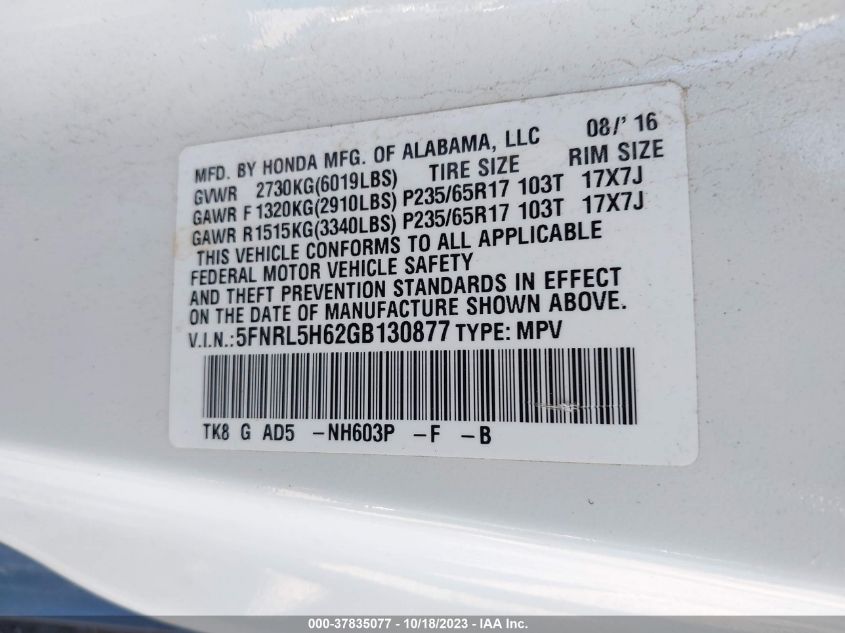 MFD. BY HONDA MFG. OF ALABAMA, LLC 08/' 16
GVWR 2730KG(6019LBS) TIRE SIZE RIM SIZE
GAWR F 1320KG(2910LBS) P235/65R17 103T 17X7J
GAWR R1515KG(3340LBS) P235/65R17 103T 17X7J
THIS VEHICLE CONFORMS TO ALL APPLICABLE
FEDERAL MOTOR VEHICLE SAFETY
AND THEFT PREVENTION STANDARDS IN EFFECT
ON THE DATE OF MANUFACTURE SHOWN ABOVE.
V.I.N.:5FNRL5H62GB130877 TYPE: MPV
TK8 G AD5 -NH603P -F -B
000-37835077 - 10/18/2023 - IAA Inc.